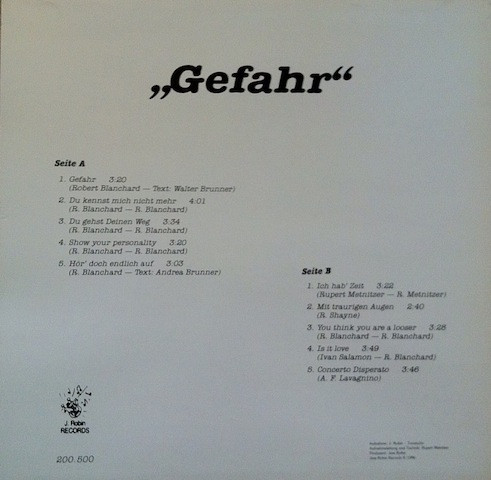 „Gefahr“
Seite A
1. Gefahr 3:20
(Robert Blanchard — Text: Walter Brunner)
2. Du kennst mich nicht mehr 4:01
(R. Blanchard — R. Blanchard)
3. Du gehst Deinen Weg 3:34
(R. Blanchard — R. Blanchard)
4. Show your personality 3:20
(R. Blanchard — R. Blanchard)
5. Hör' doch endlich auf 3:03
(R. Blanchard — Text: Andrea Brunner)
Seite B
1. Ich hab' Zeit 3:22
(Rupert Metnitzer — R. Metnitzer)
2. Mit traurigen Augen 2:40
(R. Shayne)
3. You think you are a looser 3:28
(R. Blanchard — R. Blanchard)
4. Is it love 3:49
(Ivan Salamon — R. Blanchard)
5. Concerto Disperato 3:46
(A. F. Lavagnino)
J. Robin
RECORDS
200.500